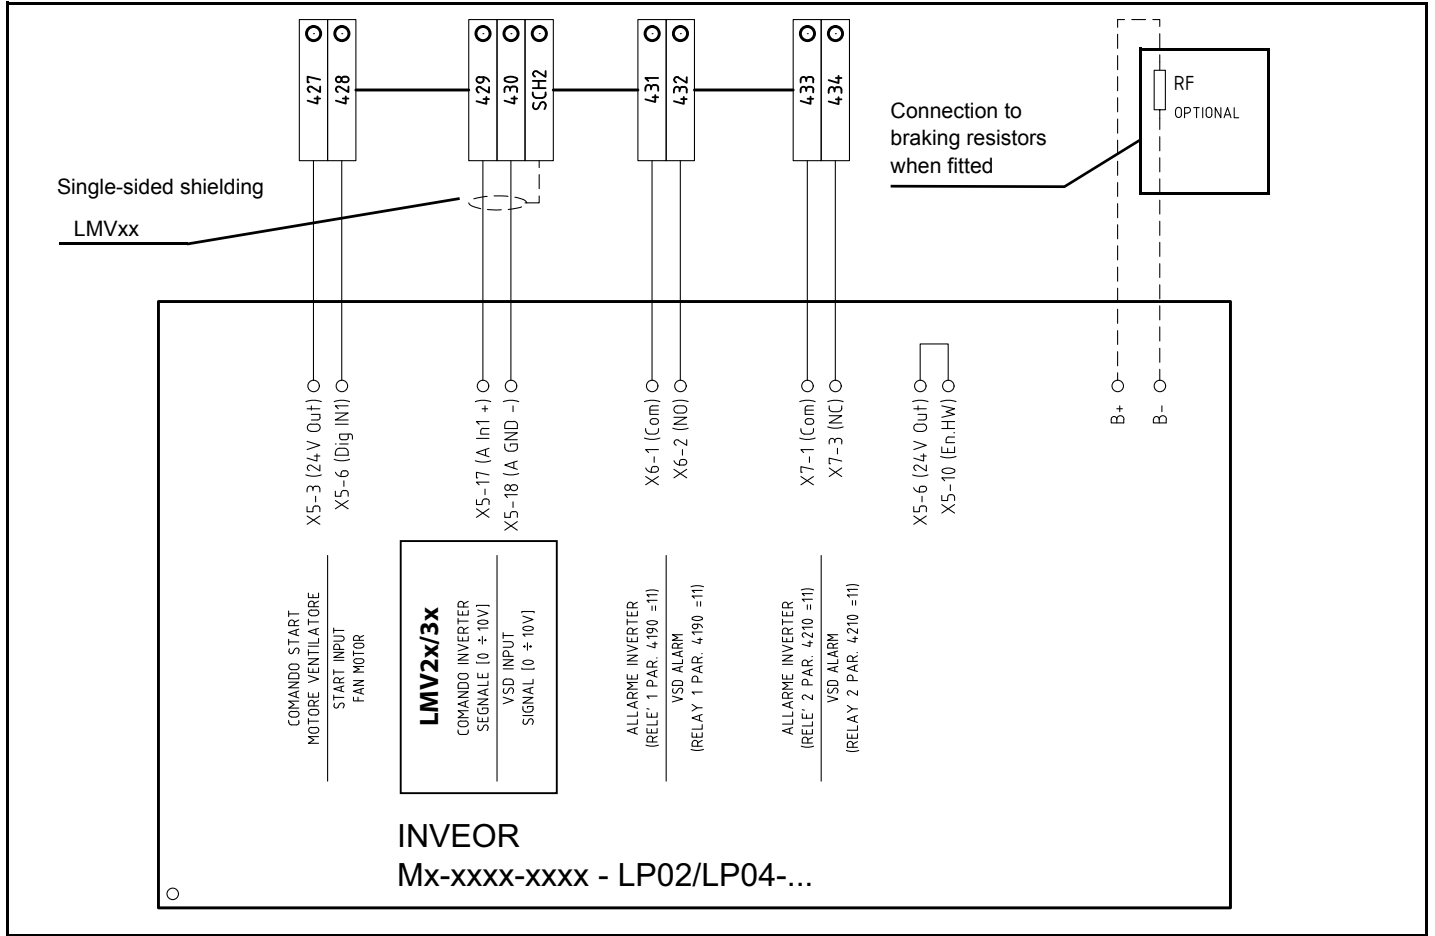 427
428
429
430
SCH2
431
432
433
434
RF
OPTIONAL
Connection to
braking resistors
when fitted
Single-sided shielding
LMVxx
X5-3 (24V Out)
X5-6 (Dig IN1)
X5-17 (A In1 +)
X5-18 (A GND -)
X6-1 (Com)
X6-2 (NO)
X7-1 (Com)
X7-3 (NC)
X5-6 (24V Out)
X5-10 (En.HW)
B+
B-
COMANDO START
MOTORE VENTILATORE
START INPUT
FAN MOTOR
LMV2x/3x
COMANDO INVERTER
SEGNALE [0 ÷ 10V]
VSD INPUT
SIGNAL [0 ÷ 10V]
ALLARME INVERTER
(RELE' 1 PAR. 4190 =11)
VSD ALARM
(RELAY 1 PAR. 4190 =11)
ALLARME INVERTER
(RELE' 2 PAR. 4210 =11)
VSD ALARM
(RELAY 2 PAR. 4210 =11)
INVEOR
Mx-xxxx-xxxx - LP02/LP04-...